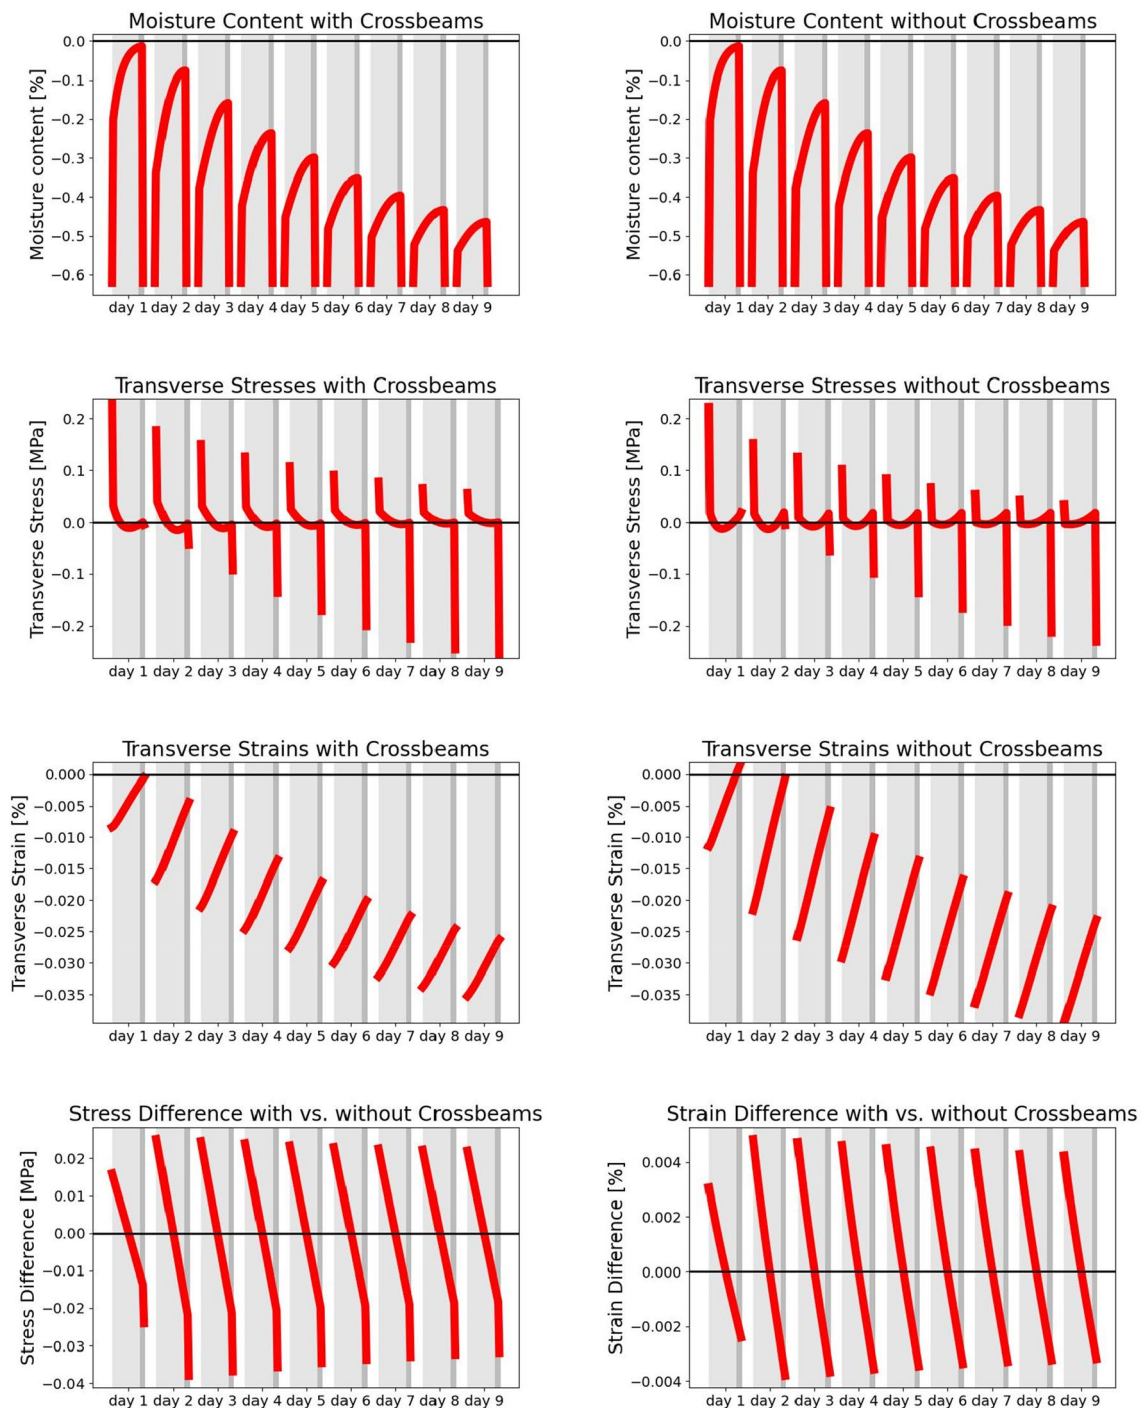 Moisture Content with Crossbeams
Moisture content [%]
0.0
−0.1
−0.2
−0.3
−0.4
−0.5
−0.6
day 1 day 2 day 3 day 4 day 5 day 6 day 7 day 8 day 9
Moisture Content without Crossbeams
Moisture content [%]
0.0
−0.1
−0.2
−0.3
−0.4
−0.5
−0.6
day 1 day 2 day 3 day 4 day 5 day 6 day 7 day 8 day 9
Transverse Stresses with Crossbeams
Transverse Stress [MPa]
0.2
0.1
0.0
−0.1
−0.2
day 1 day 2 day 3 day 4 day 5 day 6 day 7 day 8 day 9
Transverse Stresses without Crossbeams
Transverse Stress [MPa]
0.2
0.1
0.0
−0.1
−0.2
day 1 day 2 day 3 day 4 day 5 day 6 day 7 day 8 day 9
Transverse Strains with Crossbeams
Transverse Strain [%]
0.000
−0.005
−0.010
−0.015
−0.020
−0.025
−0.030
−0.035
day 1 day 2 day 3 day 4 day 5 day 6 day 7 day 8 day 9
Transverse Strains without Crossbeams
Transverse Strain [%]
0.000
−0.005
−0.010
−0.015
−0.020
−0.025
−0.030
−0.035
day 1 day 2 day 3 day 4 day 5 day 6 day 7 day 8 day 9
Stress Difference with vs. without Crossbeams
Stress Difference [MPa]
0.02
0.01
0.00
−0.01
−0.02
−0.03
−0.04
day 1 day 2 day 3 day 4 day 5 day 6 day 7 day 8 day 9
Strain Difference with vs. without Crossbeams
Strain Difference [%]
0.004
0.002
0.000
−0.002
−0.004
day 1 day 2 day 3 day 4 day 5 day 6 day 7 day 8 day 9